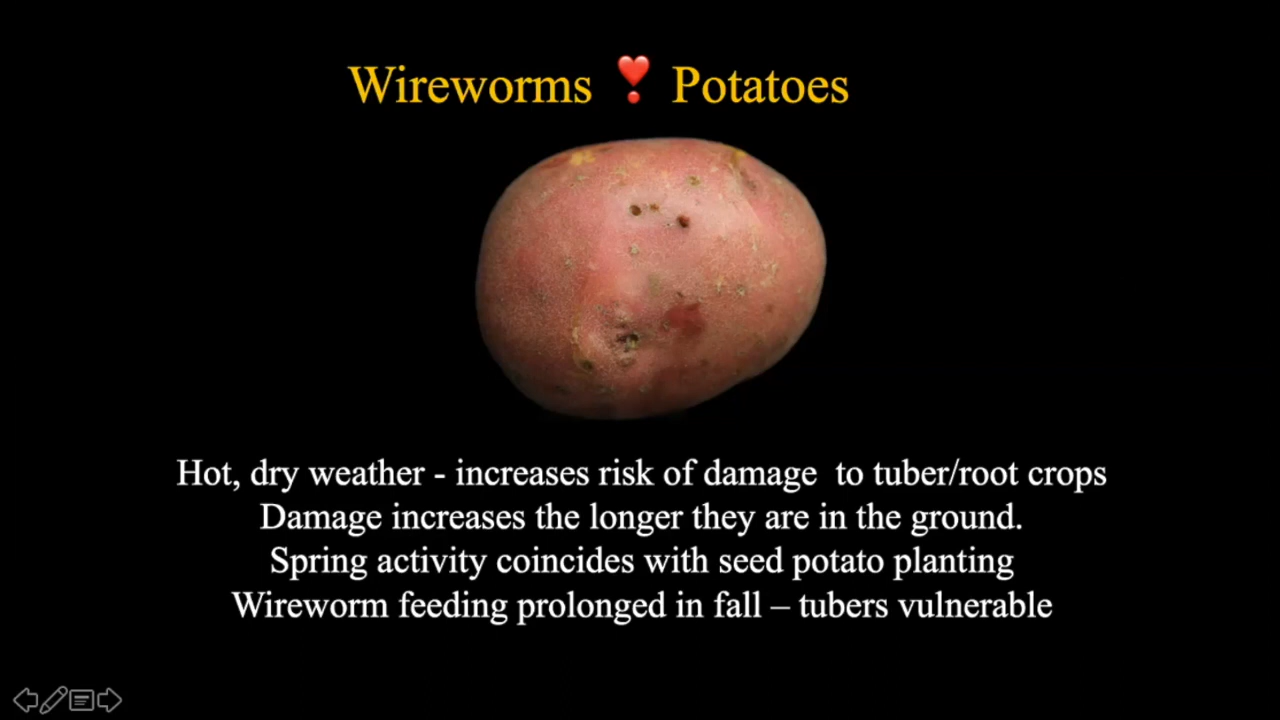 Wireworms ❣️ Potatoes
Hot, dry weather - increases risk of damage  to tuber/root crops
Damage increases the longer they are in the ground.
Spring activity coincides with seed potato planting
Wireworm feeding prolonged in fall – tubers vulnerable